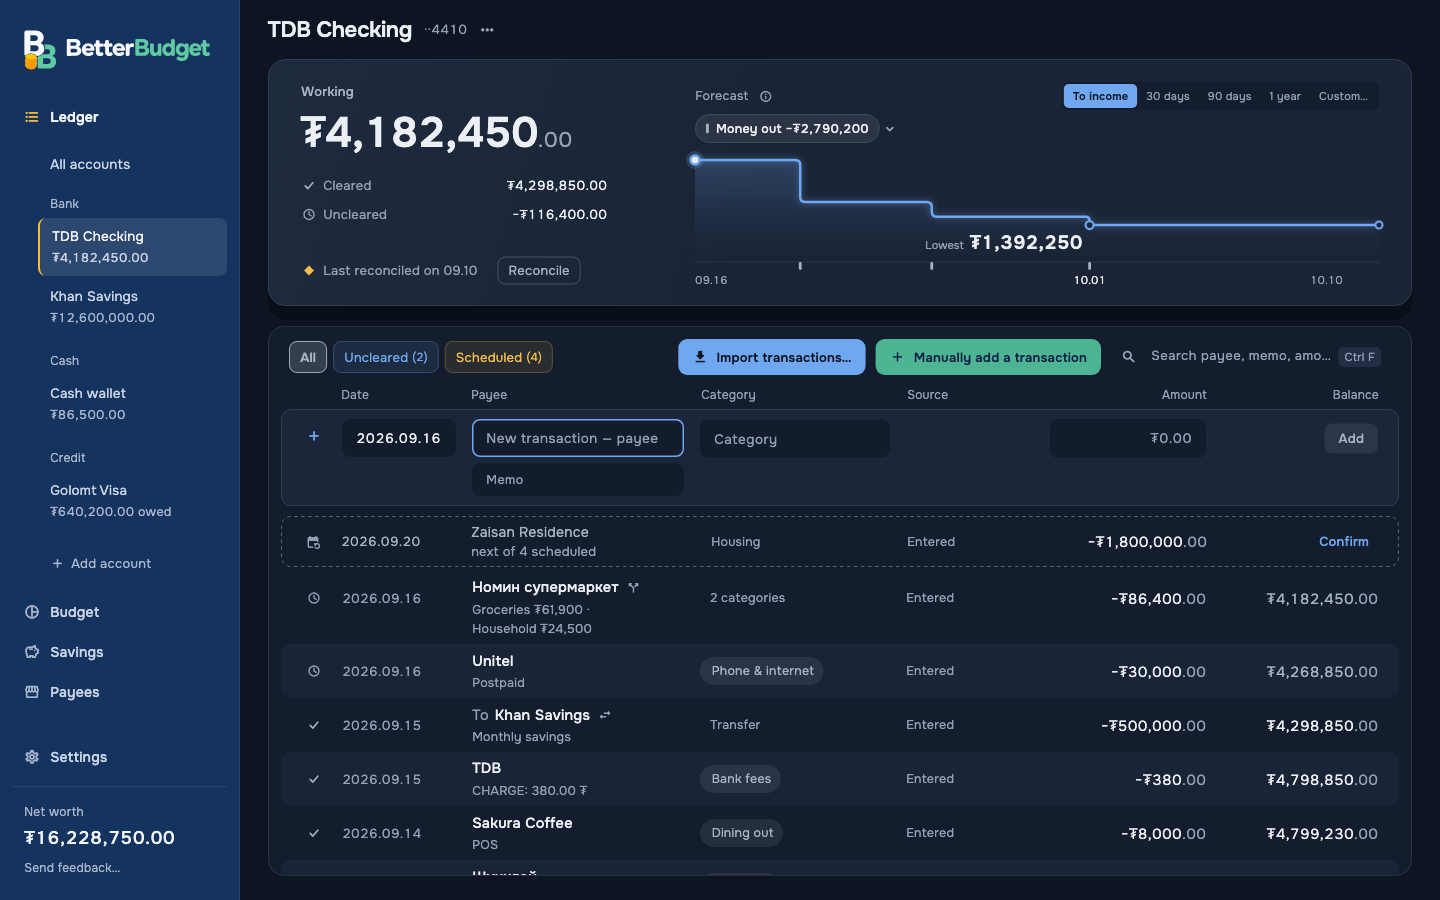 BetterBudget
Ledger
All accounts
Bank
TDB Checking
₮4,182,450.00
Khan Savings
₮12,600,000.00
Cash
Cash wallet
₮86,500.00
Credit
Golomt Visa
₮640,200.00 owed
+ Add account
Budget
Savings
Payees
Settings
Net worth
₮16,228,750.00
Send feedback...
TDB Checking ··4410 •••
Working
₮4,182,450.00
Cleared ₮4,298,850.00
Uncleared -₮116,400.00
Last reconciled on 09.10 Reconcile
Forecast To income 30 days 90 days 1 year Custom...
Money out -₮2,790,200
Lowest ₮1,392,250
09.16 10.01 10.10
All Uncleared (2) Scheduled (4) Import transactions... + Manually add a transaction Search payee, memo, amo... Ctrl F
Date Payee Category Source Amount Balance
+ 2026.09.16 New transaction — payee Category ₮0.00 Add
Memo
2026.09.20 Zaisan Residence Housing Entered -₮1,800,000.00 Confirm
next of 4 scheduled
2026.09.16 Номин супермаркет 2 categories Entered -₮86,400.00 ₮4,182,450.00
Groceries ₮61,900 ·
Household ₮24,500
2026.09.16 Unitel Phone & internet Entered -₮30,000.00 ₮4,268,850.00
Postpaid
2026.09.15 To Khan Savings Transfer Entered -₮500,000.00 ₮4,298,850.00
Monthly savings
2026.09.15 TDB Bank fees Entered -₮380.00 ₮4,798,850.00
CHARGE: 380.00 ₮
2026.09.14 Sakura Coffee Dining out Entered -₮8,000.00 ₮4,799,230.00
POS